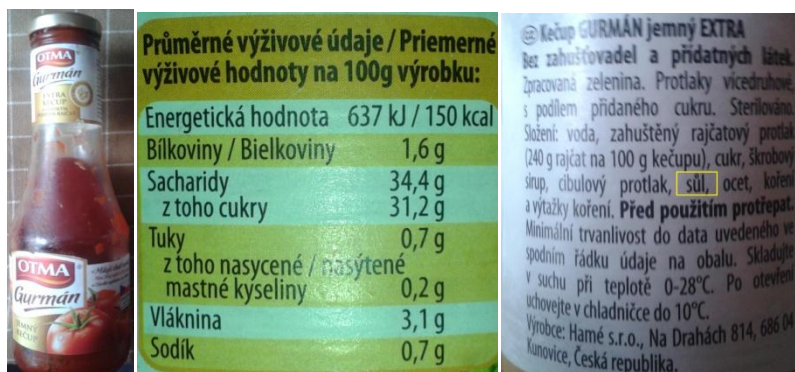 OTMA
Gurmán
EXTRA
KEČUP
OTMA
Gurmán
JEMNÝ
KEČUP
Průměrné výživové údaje / Priemerné
výživové hodnoty na 100g výrobku:
Energetická hodnota 637 kJ / 150 kcal
Bílkoviny / Bielkoviny 1,6 g
Sacharidy 34,4 g
z toho cukry 31,2 g
Tuky 0,7 g
z toho nasycené / nasýtené
mastné kyseliny 0,2 g
Vláknina 3,1 g
Sodík 0,7 g
CZ Kečup GURMÁN jemný EXTRA
Bez zahušťovadel a přídatných látek.
Zpracovaná zelenina. Protlaky vícedruhové,
s podílem přidaného cukru. Sterilováno.
Složení: voda, zahuštěný rajčatový protlak
(240 g rajčat na 100 g kečupu), cukr, škrobový
sirup, cibulový protlak, sůl, ocet, koření
a výtažky koření. Před použitím protřepat.
Minimální trvanlivost do data uvedeného ve
spodním řádku údaje na obalu. Skladujte
v suchu při teplotě 0-28°C. Po otevření
uchovejte v chladničce do 10°C.
Výrobce: Hamé s.r.o., Na Drahách 814, 686 04
Kunovice, Česká republika.